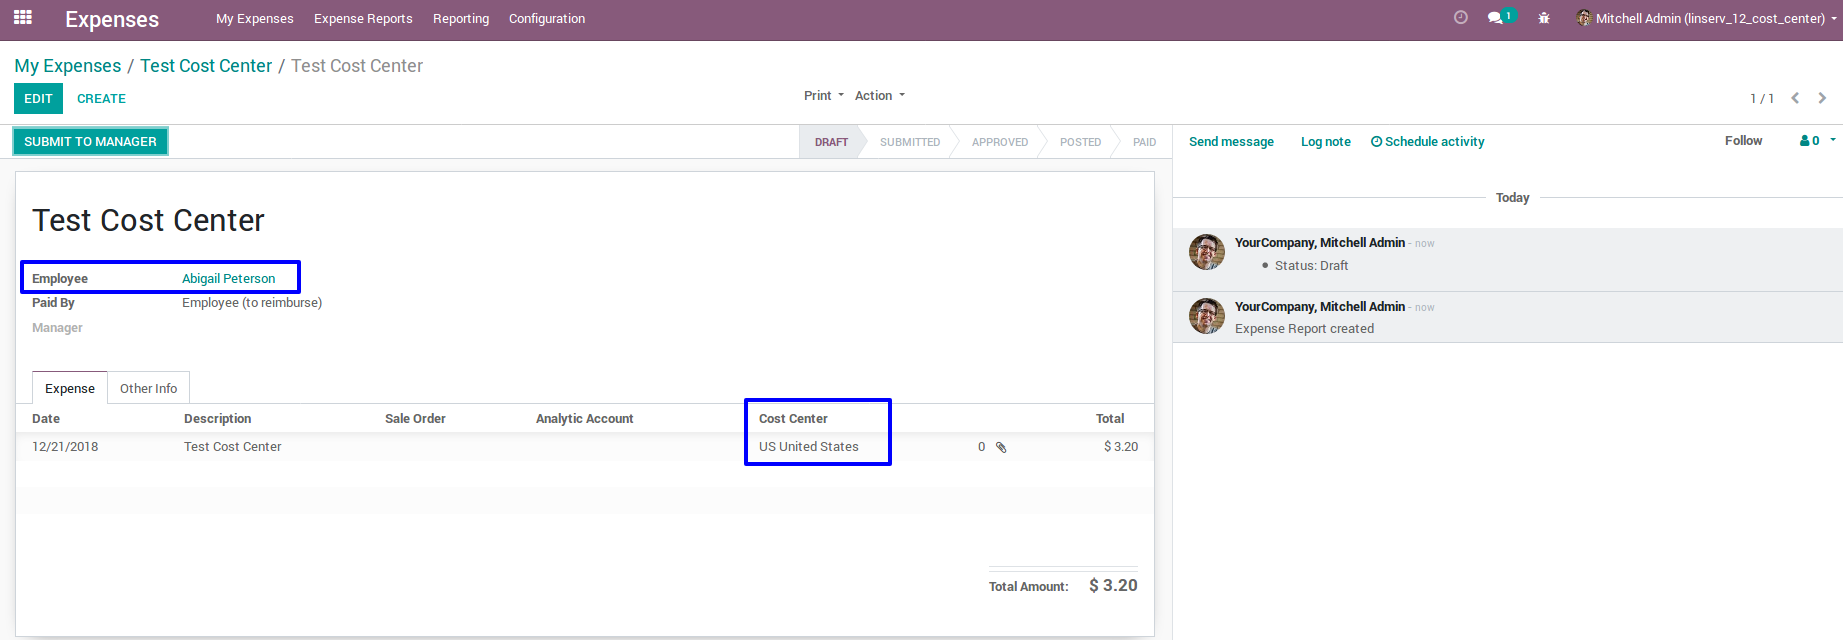 Expenses My Expenses Expense Reports Reporting Configuration 1 Mitchell Admin (linserv_12_cost_center)
My Expenses / Test Cost Center / Test Cost Center
EDIT CREATE Print Action 1 / 1
SUBMIT TO MANAGER DRAFT SUBMITTED APPROVED POSTED PAID
Test Cost Center
Employee Abigail Peterson
Paid By Employee (to reimburse)
Manager
Expense Other Info
Date Description Sale Order Analytic Account Cost Center Total
12/21/2018 Test Cost Center US United States 0 $ 3.20
Total Amount: $ 3.20
Send message Log note Schedule activity Follow 0
Today
YourCompany, Mitchell Admin - now
• Status: Draft
YourCompany, Mitchell Admin - now
Expense Report created